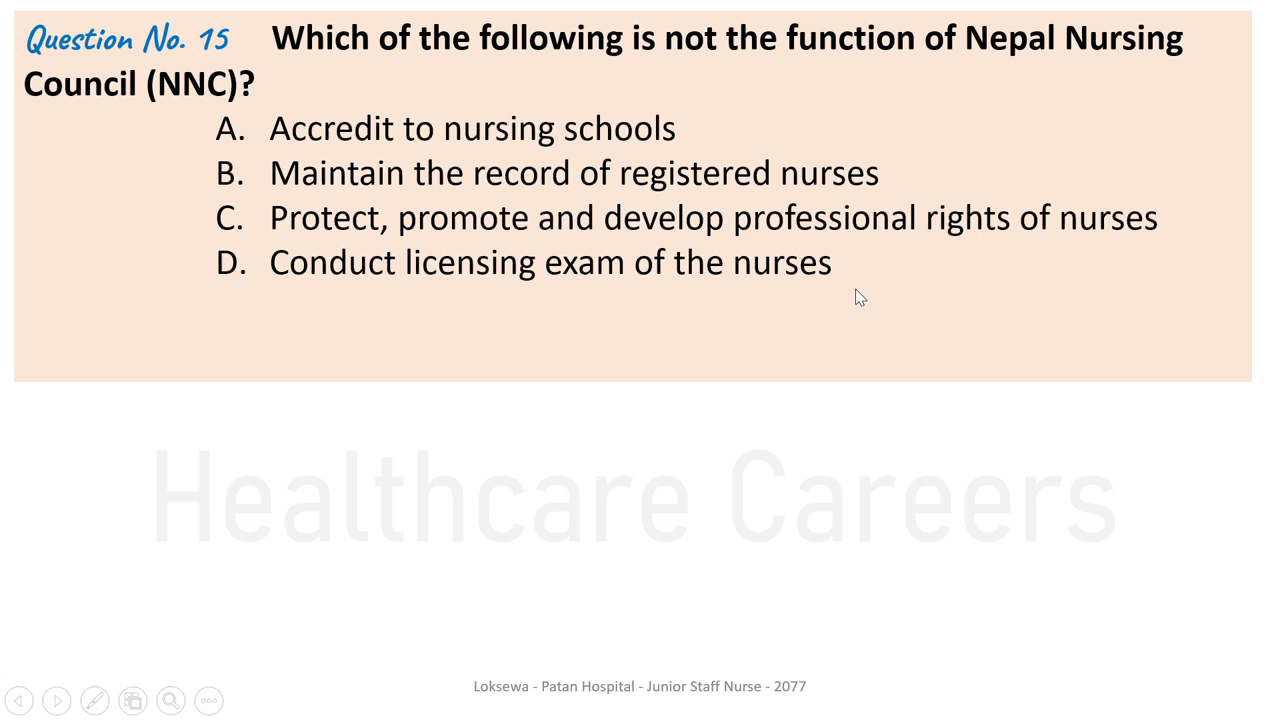 Question No. 15 Which of the following is not the function of Nepal Nursing
Council (NNC)?
A. Accredit to nursing schools
B. Maintain the record of registered nurses
C. Protect, promote and develop professional rights of nurses
D. Conduct licensing exam of the nurses
Healthcare Careers
Loksewa - Patan Hospital - Junior Staff Nurse - 2077